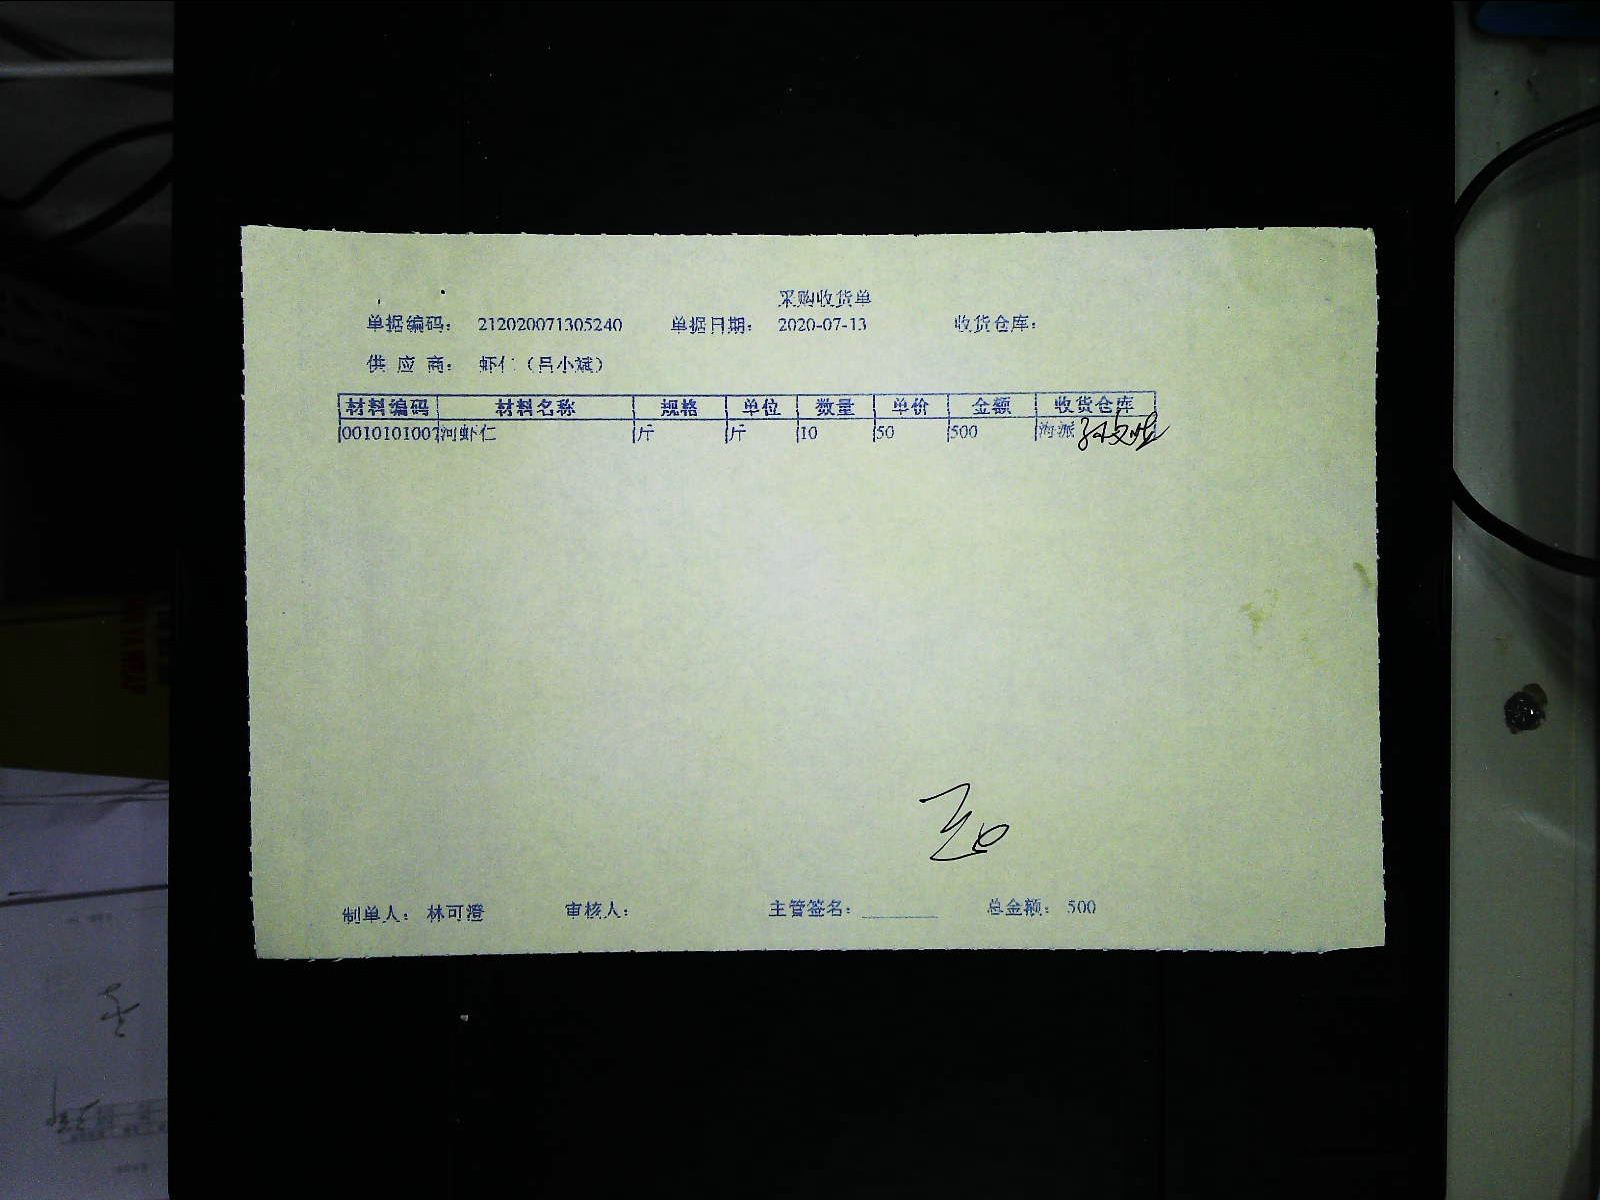 采购收货单
单据编码： 212020071305240 单据日期： 2020-07-13 收货仓库：
供 应 商： 虾仁（吕小斌）
材料编码 材料名称 规格 单位 数量 单价 金额 收货仓库
0010101007 河虾仁 斤 斤 10 50 500 海派
制单人： 林可澄 审核人： 主管签名： 总金额： 500